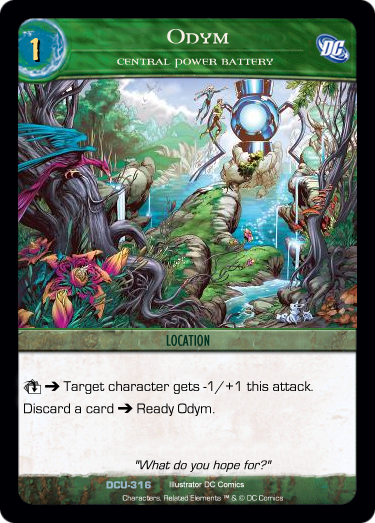 Odym
1
DC
CENTRAL POWER BATTERY
LOCATION
➔ Target character gets -1/+1 this attack.
Discard a card ➔ Ready Odym.
"What do you hope for?"
DCU-316 Illustrator DC Comics
Characters, Related Elements ™ & © DC Comics